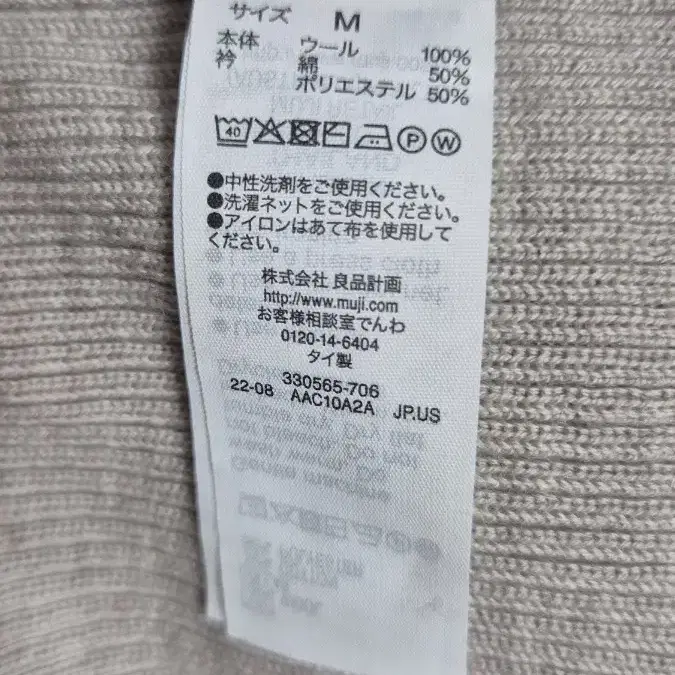 サイズ M
本体 ウール 100%
衿 綿 50%
ポリエステル 50%
40 P W
●中性洗剤をご使用ください。
●洗濯ネットをご使用ください。
●アイロンはあて布を使用して
ください。
株式会社 良品計画
http://www.muji.com
お客様相談室でんわ
0120-14-6404
タイ製
330565-706
22-08 AAC10A2A JP.US